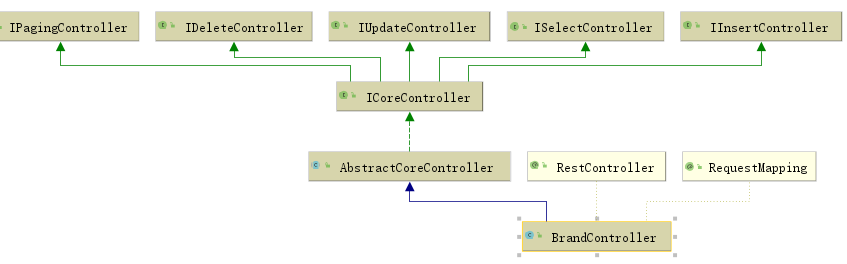 IPagingController
IDeleteController
IUpdateController
ISelectController
IInsertController
ICoreController
AbstractCoreController
RestController
RequestMapping
BrandController